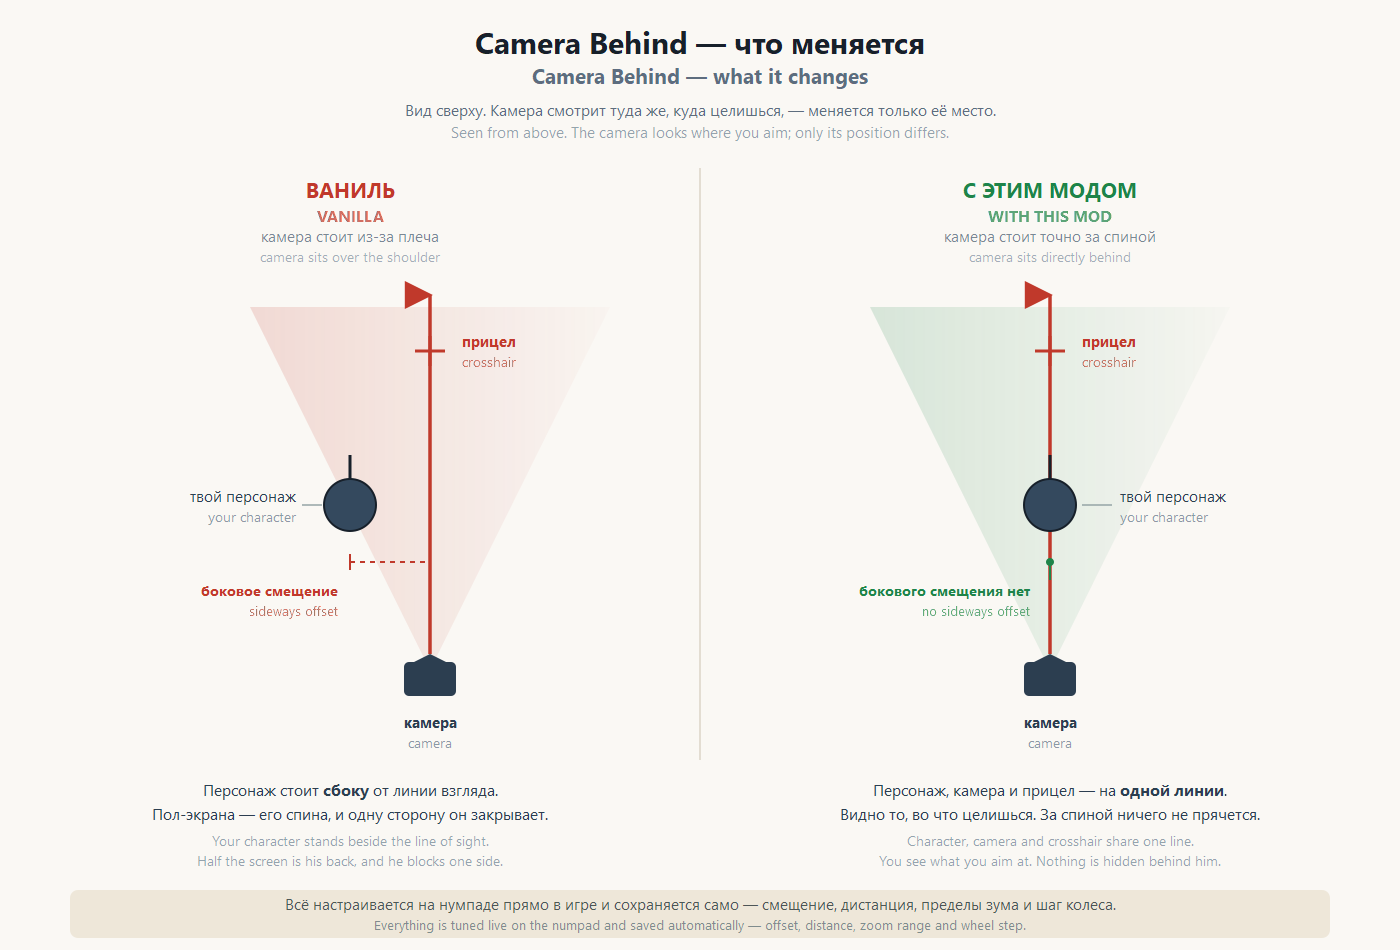 Camera Behind — что меняется
Camera Behind — what it changes
Вид сверху. Камера смотрит туда же, куда целишься, — меняется только её место.
Seen from above. The camera looks where you aim; only its position differs.
ВАНИЛЬ
VANILLA
камера стоит из-за плеча
camera sits over the shoulder
прицел
crosshair
твой персонаж
your character
боковое смещение
sideways offset
камера
camera
Персонаж стоит сбоку от линии взгляда.
Пол-экрана — его спина, и одну сторону он закрывает.
Your character stands beside the line of sight.
Half the screen is his back, and he blocks one side.
С ЭТИМ МОДОМ
WITH THIS MOD
камера стоит точно за спиной
camera sits directly behind
прицел
crosshair
твой персонаж
your character
бокового смещения нет
no sideways offset
камера
camera
Персонаж, камера и прицел — на одной линии.
Видно то, во что целишься. За спиной ничего не прячется.
Character, camera and crosshair share one line.
You see what you aim at. Nothing is hidden behind him.
Всё настраивается на нумпаде прямо в игре и сохраняется само — смещение, дистанция, пределы зума и шаг колеса.
Everything is tuned live on the numpad and saved automatically — offset, distance, zoom range and wheel step.